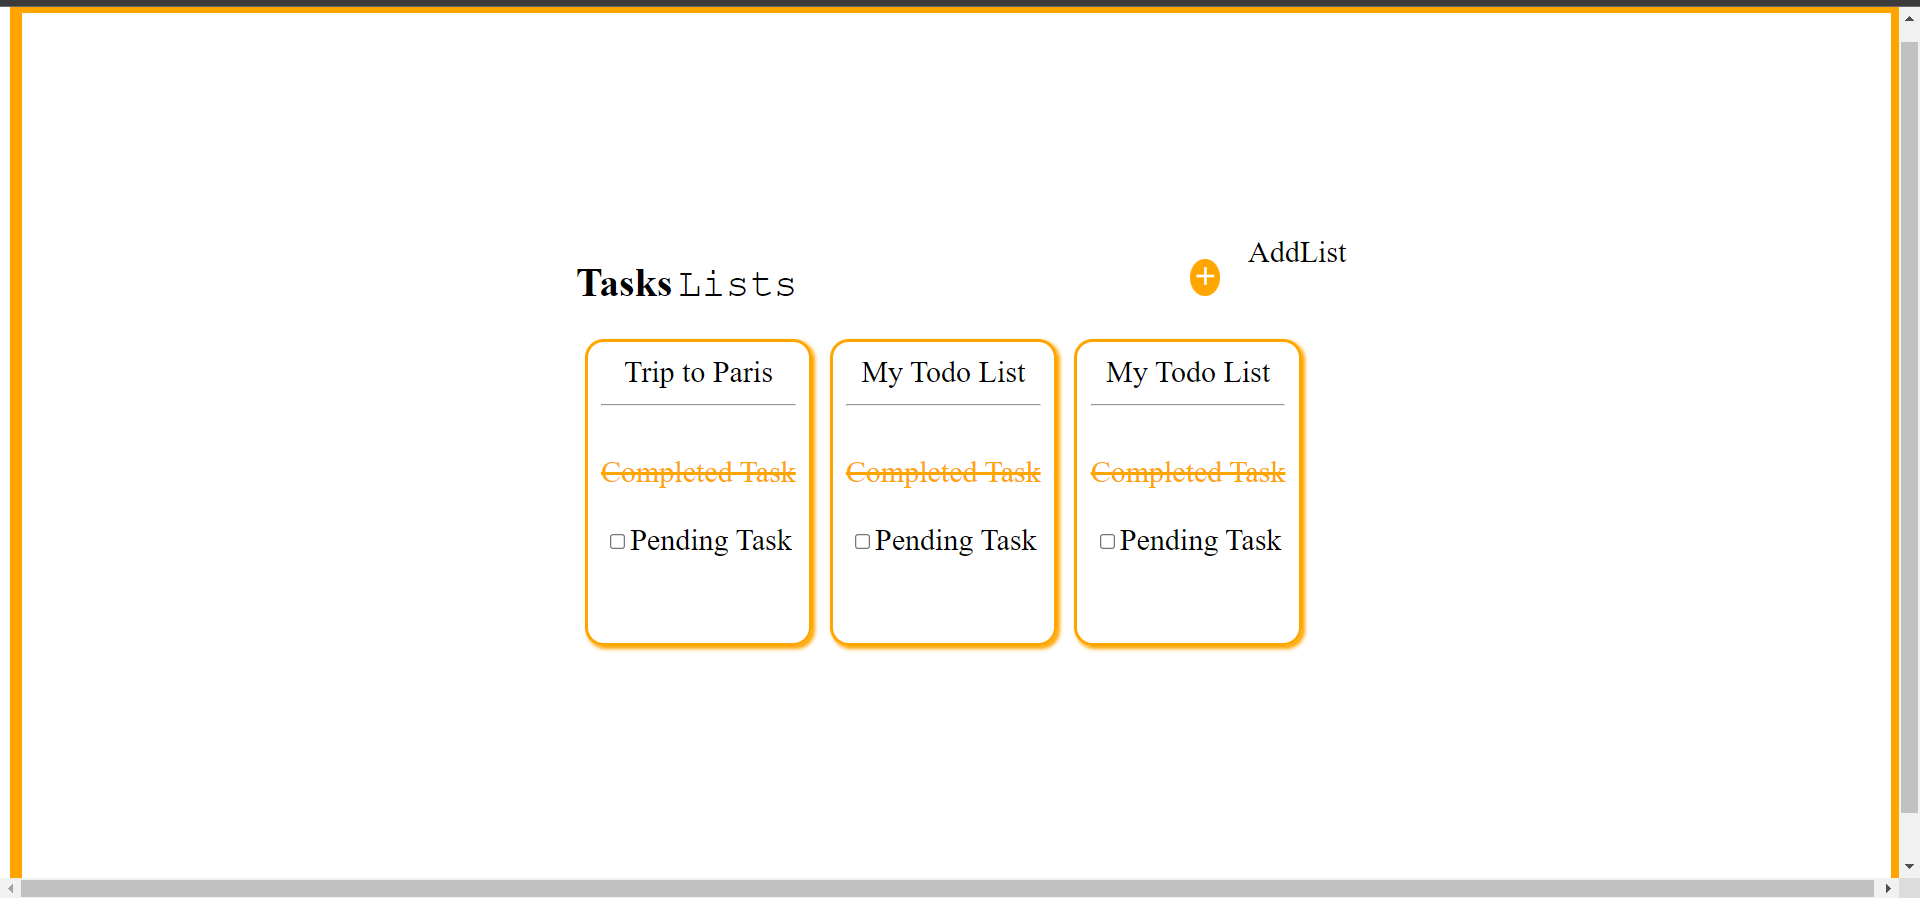 AddList
+
Tasks Lists
Trip to Paris
Completed Task
Pending Task
My Todo List
Completed Task
Pending Task
My Todo List
Completed Task
Pending Task